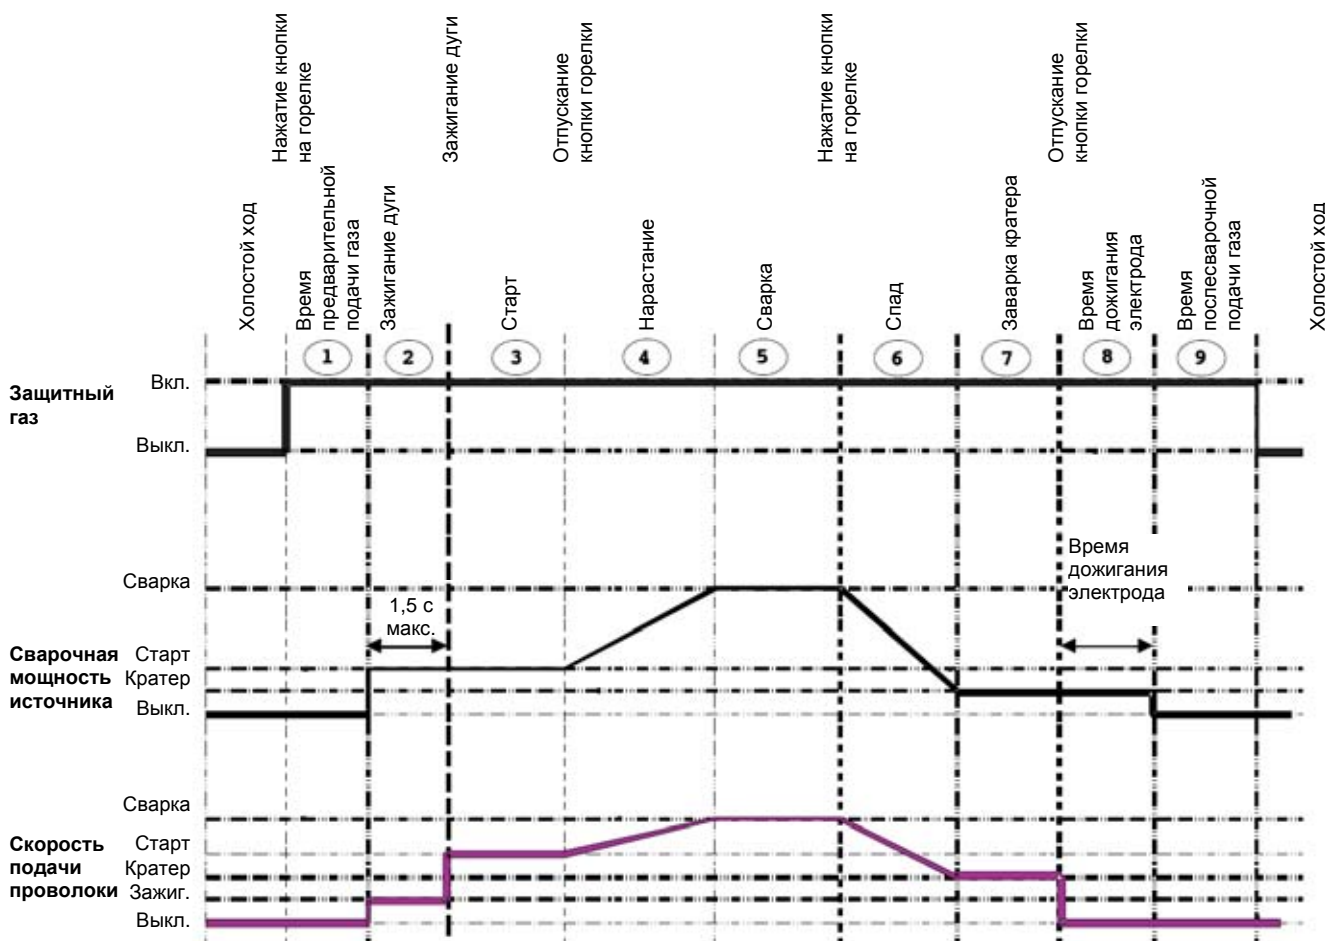 Нажатие кнопки
на горелке
Зажигание дуги
Отпускание
кнопки горелки
Нажатие кнопки
на горелке
Отпускание
кнопки горелки
Холостой ход
Время
предварительной
подачи газа
Зажигание дуги
Старт
Нарастание
Сварка
Спад
Заварка кратера
Время
дожигания
электрода
Время
послесварочной
подачи газа
Холостой ход
1
2
3
4
5
6
7
8
9
Защитный
газ
Вкл.
Выкл.
Сварочная
мощность
источника
Сварка
Старт
Кратер
Выкл.
1,5 с
макс.
Время
дожигания
электрода
Скорость
подачи
проволоки
Сварка
Старт
Кратер
Зажиг.
Выкл.